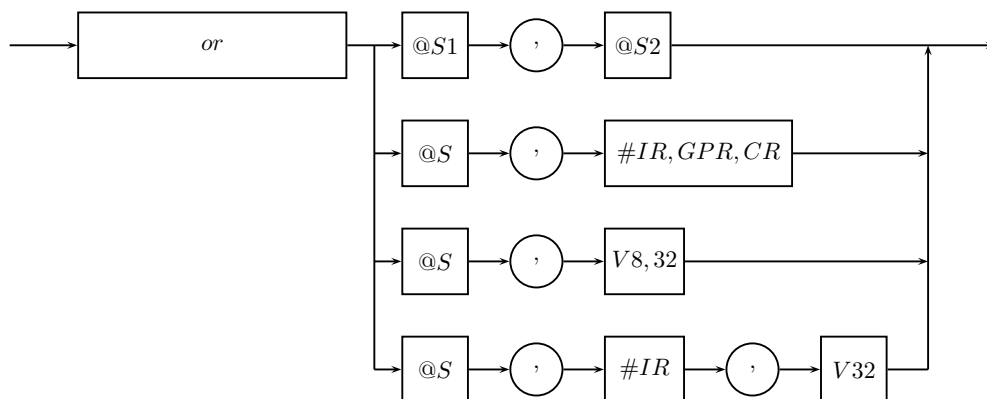 or @S1 , @S2
@S , #IR, GPR, CR
@S , V8, 32
@S , #IR , V32